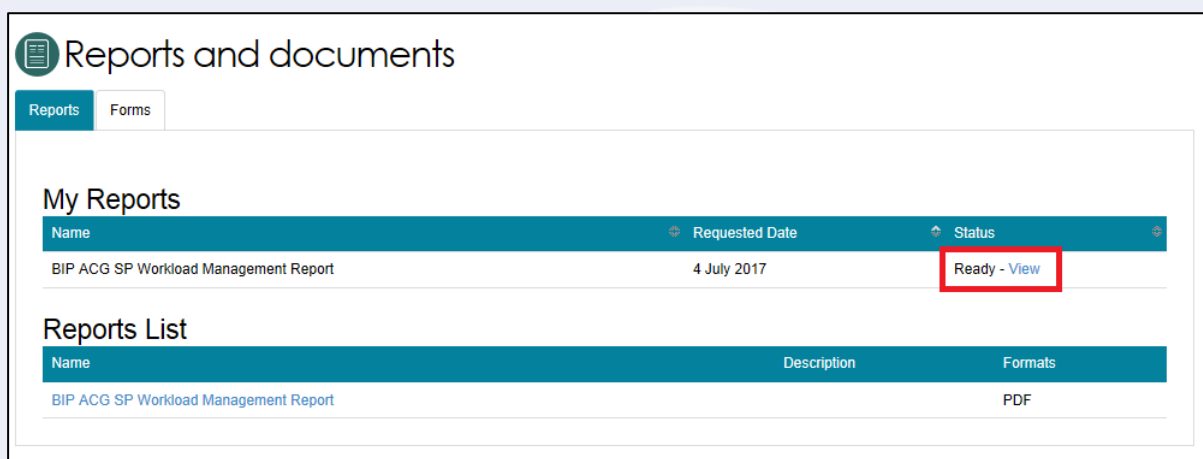 Reports and documents
Reports Forms
My Reports
Name Requested Date Status
BIP ACG SP Workload Management Report 4 July 2017 Ready - View
Reports List
Name Description Formats
BIP ACG SP Workload Management Report PDF